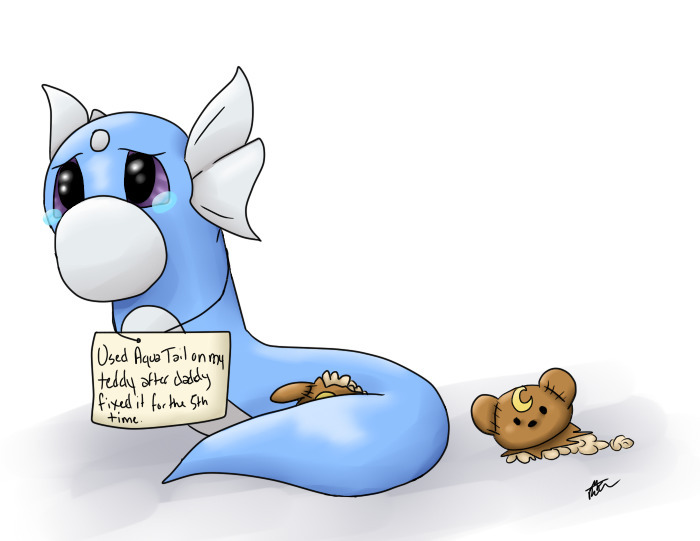 Used Aqua Tail on my
teddy after daddy
fixed it for the 5th
time.